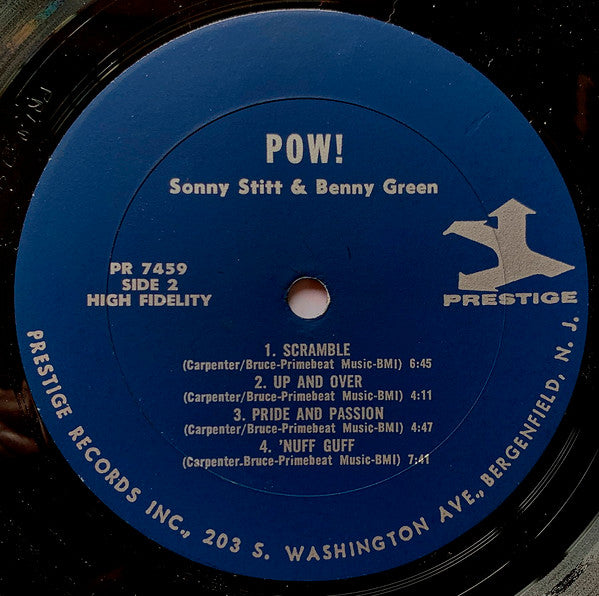 POW!
Sonny Stitt & Benny Green
PR 7459
SIDE 2
HIGH FIDELITY
PRESTIGE
1. SCRAMBLE
(Carpenter/Bruce-Primebeat Music-BMI) 6:45
2. UP AND OVER
(Carpenter/Bruce-Primebeat Music-BMI) 4:11
3. PRIDE AND PASSION
(Carpenter/Bruce-Primebeat Music-BMI) 4:47
4. 'NUFF GUFF
(Carpenter-Bruce-Primebeat Music-BMI) 7:41
PRESTIGE RECORDS INC., 203 S. WASHINGTON AVE., BERGENFIELD, N. J.